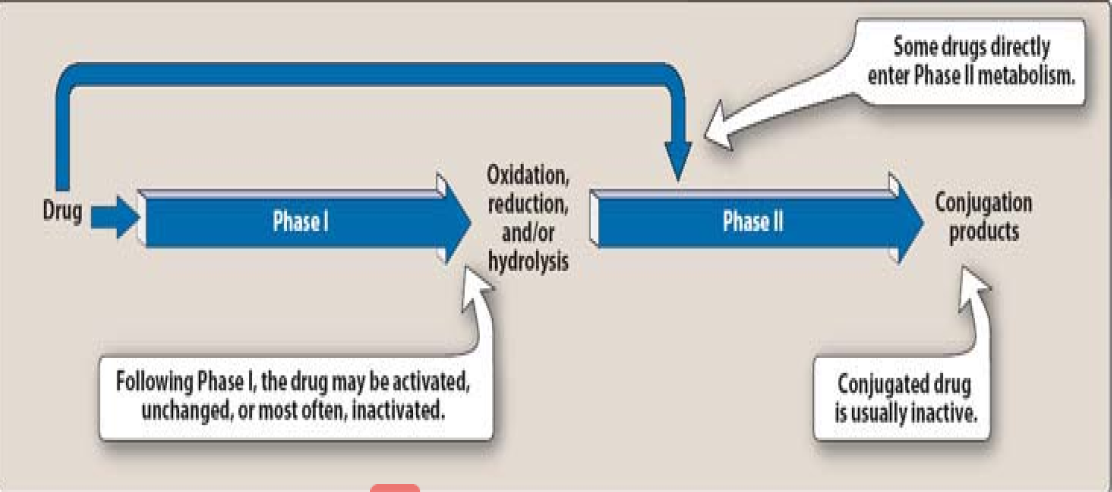 Some drugs directly
enter Phase II metabolism.
Drug
Phase I
Oxidation,
reduction,
and/or
hydrolysis
Phase II
Conjugation
products
Following Phase I, the drug may be activated,
unchanged, or most often, inactivated.
Conjugated drug
is usually inactive.